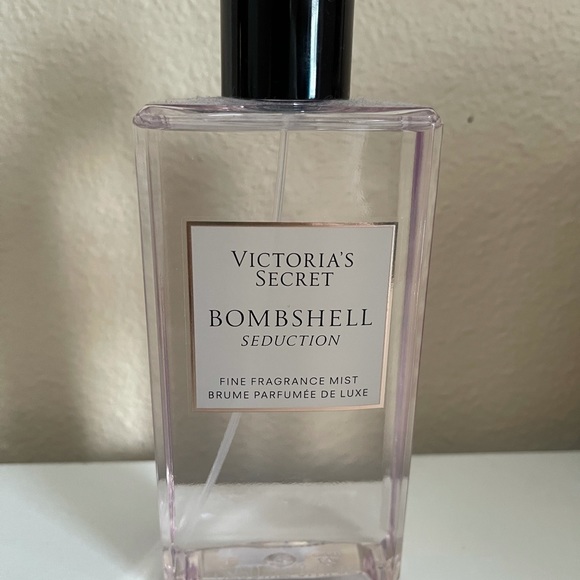 VICTORIA'S
SECRET
BOMBSHELL
SEDUCTION
FINE FRAGRANCE MIST
BRUME PARFUMÉE DE LUXE